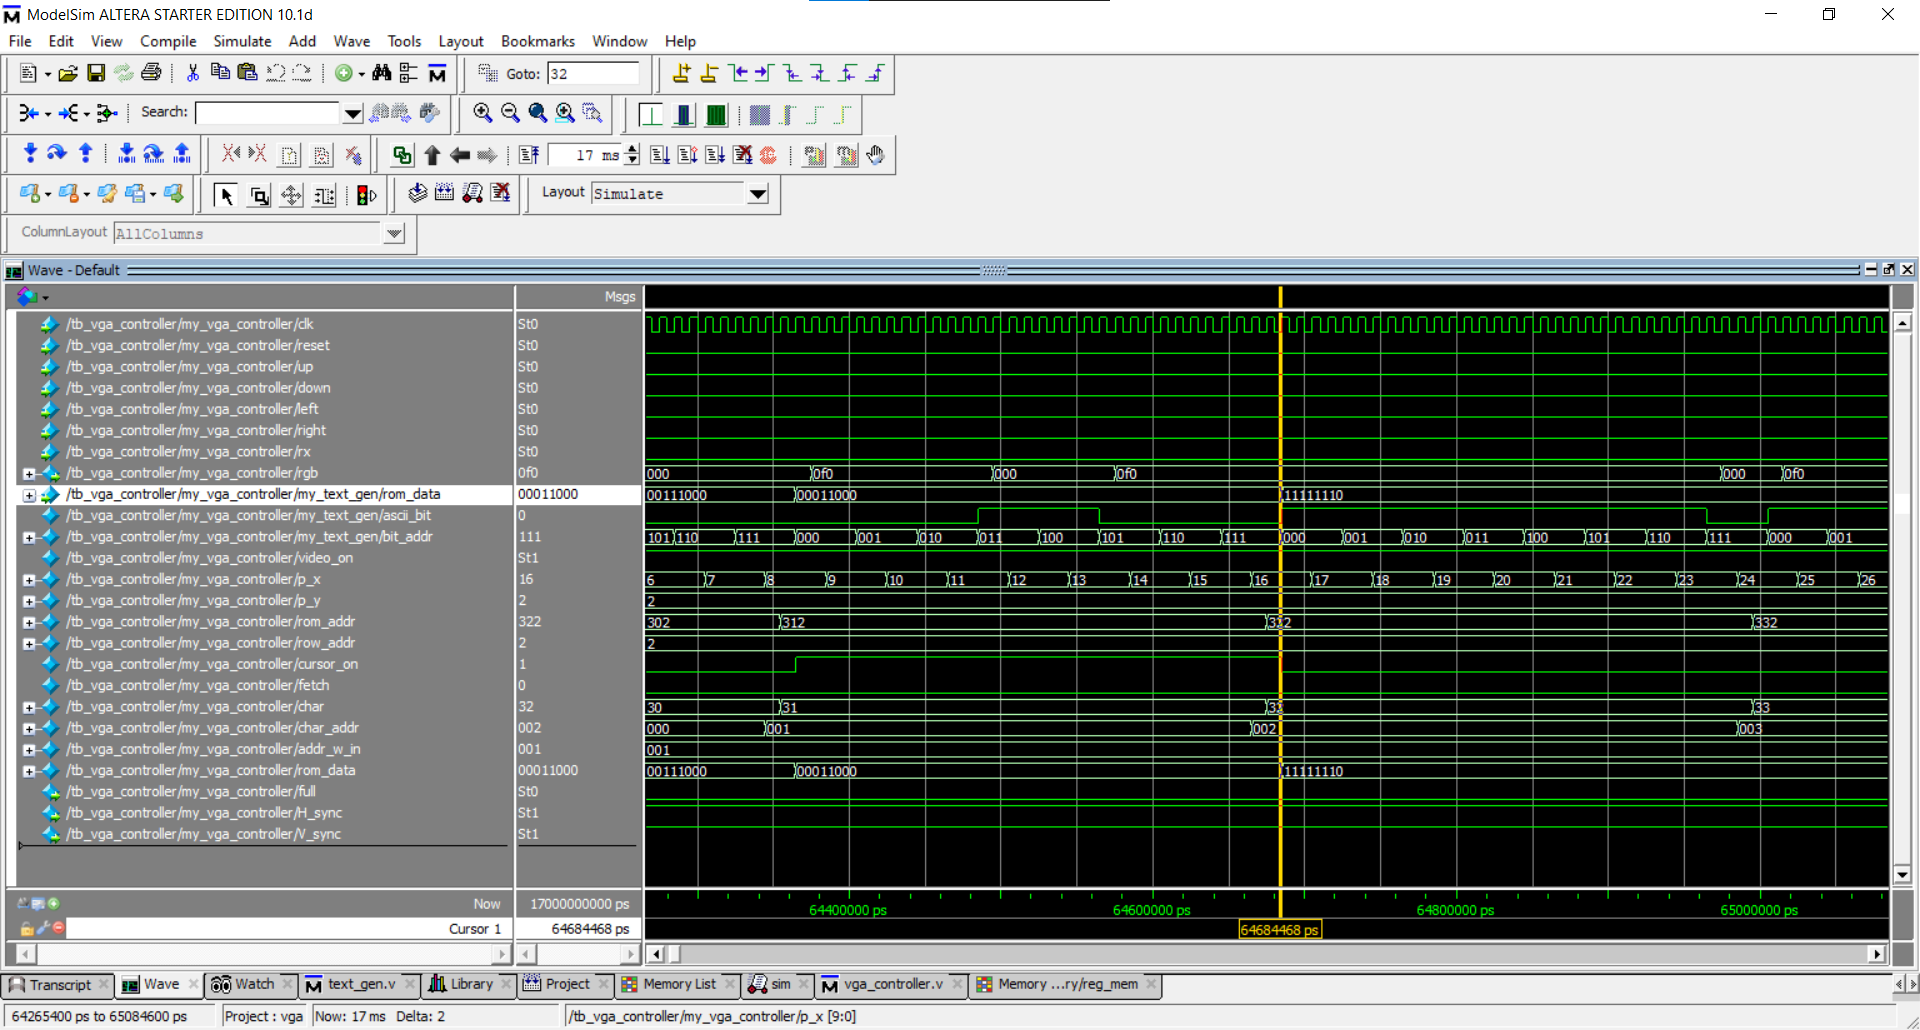 ModelSim ALTERA STARTER EDITION 10.1d
File Edit View Compile Simulate Add Wave Tools Layout Bookmarks Window Help
Goto: 32
Search:
17 ms
Layout Simulate
ColumnLayout AllColumns
Wave - Default
Msgs
/tb_vga_controller/my_vga_controller/clk St0
/tb_vga_controller/my_vga_controller/reset St0
/tb_vga_controller/my_vga_controller/up St0
/tb_vga_controller/my_vga_controller/down St0
/tb_vga_controller/my_vga_controller/left St0
/tb_vga_controller/my_vga_controller/right St0
/tb_vga_controller/my_vga_controller/rx St0
/tb_vga_controller/my_vga_controller/rgb 0f0 000 0f0 000 0f0 000 0f0
/tb_vga_controller/my_vga_controller/my_text_gen/rom_data 00011000 00111000 00011000 11111110
/tb_vga_controller/my_vga_controller/my_text_gen/ascii_bit 0
/tb_vga_controller/my_vga_controller/my_text_gen/bit_addr 111 101 110 111 000 001 010 011 100 101 110 111 000 001 010 011 100 101 110 111 000 001
/tb_vga_controller/my_vga_controller/video_on St1
/tb_vga_controller/my_vga_controller/p_x 16 6 7 8 9 10 11 12 13 14 15 16 17 18 19 20 21 22 23 24 25 26
/tb_vga_controller/my_vga_controller/p_y 2 2
/tb_vga_controller/my_vga_controller/rom_addr 322 302 312 322 332
/tb_vga_controller/my_vga_controller/row_addr 2 2
/tb_vga_controller/my_vga_controller/cursor_on 1
/tb_vga_controller/my_vga_controller/fetch 0
/tb_vga_controller/my_vga_controller/char 32 30 31 32 33
/tb_vga_controller/my_vga_controller/char_addr 002 000 001 002 003
/tb_vga_controller/my_vga_controller/addr_w_in 001 001
/tb_vga_controller/my_vga_controller/rom_data 00011000 00111000 00011000 11111110
/tb_vga_controller/my_vga_controller/full St0
/tb_vga_controller/my_vga_controller/H_sync St1
/tb_vga_controller/my_vga_controller/V_sync St1
Now 17000000000 ps 64400000 ps 64600000 ps 64800000 ps 65000000 ps
Cursor 1 64684468 ps 64684468 ps
Transcript Wave Watch text_gen.v Library Project Memory List sim vga_controller.v Memory ...ry/reg_mem
64265400 ps to 65084600 ps Project : vga Now: 17 ms Delta: 2 /tb_vga_controller/my_vga_controller/p_x [9:0]